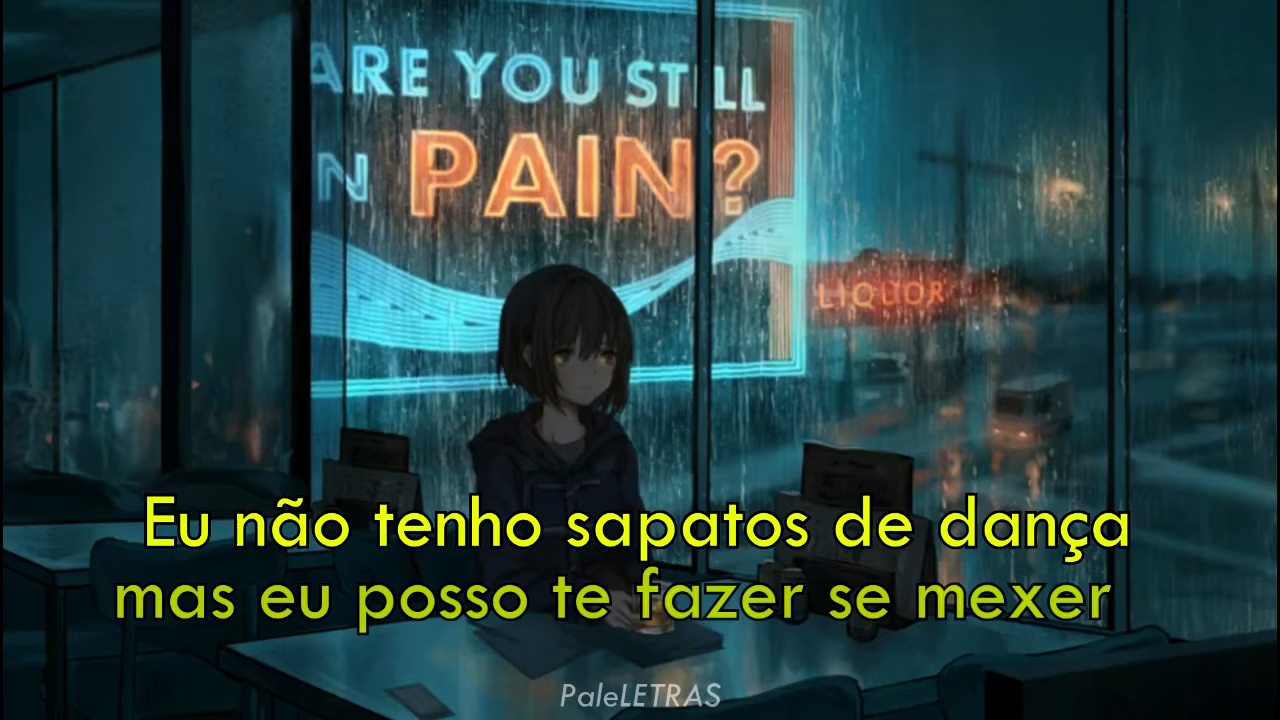 ARE YOU STILL
N PAIN?
LIQUOR
Eu não tenho sapatos de dança
mas eu posso te fazer se mexer
PaleLETRAS